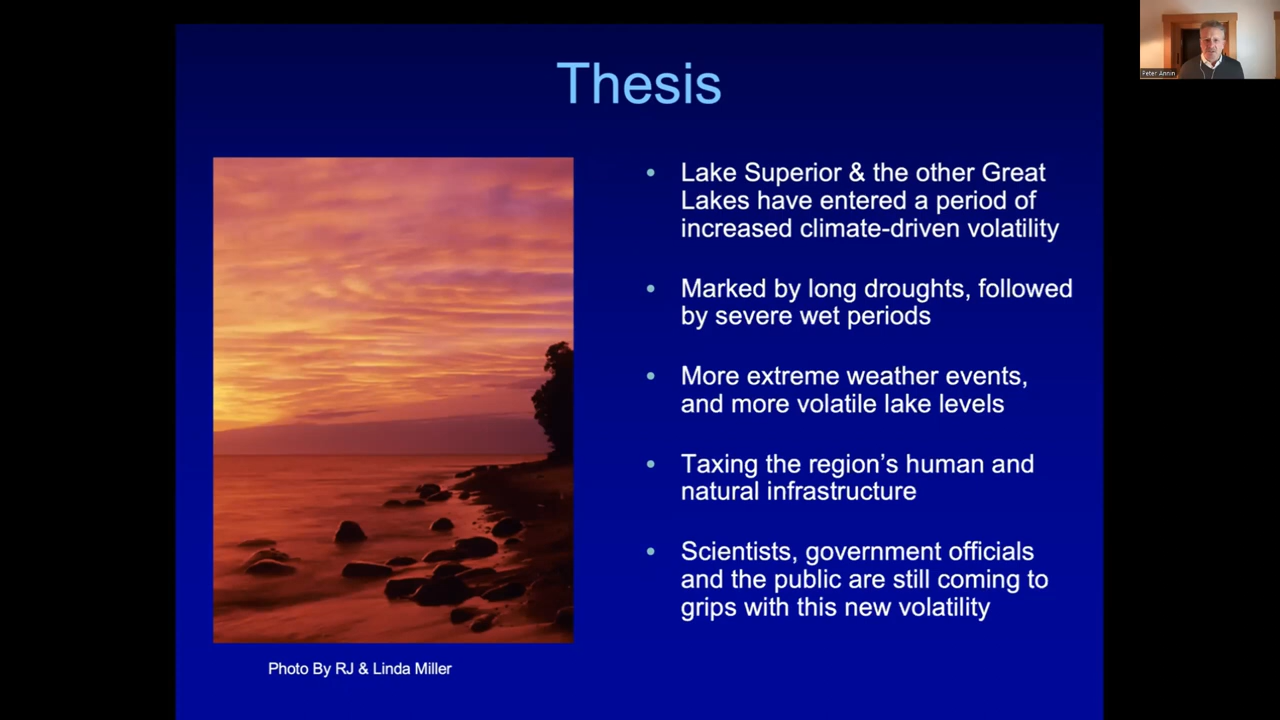 Thesis
Lake Superior & the other Great
Lakes have entered a period of
increased climate-driven volatility
Marked by long droughts, followed
by severe wet periods
More extreme weather events,
and more volatile lake levels
Taxing the region’s human and
natural infrastructure
Scientists, government officials
and the public are still coming to
grips with this new volatility
Photo By RJ & Linda Miller
Peter Annin